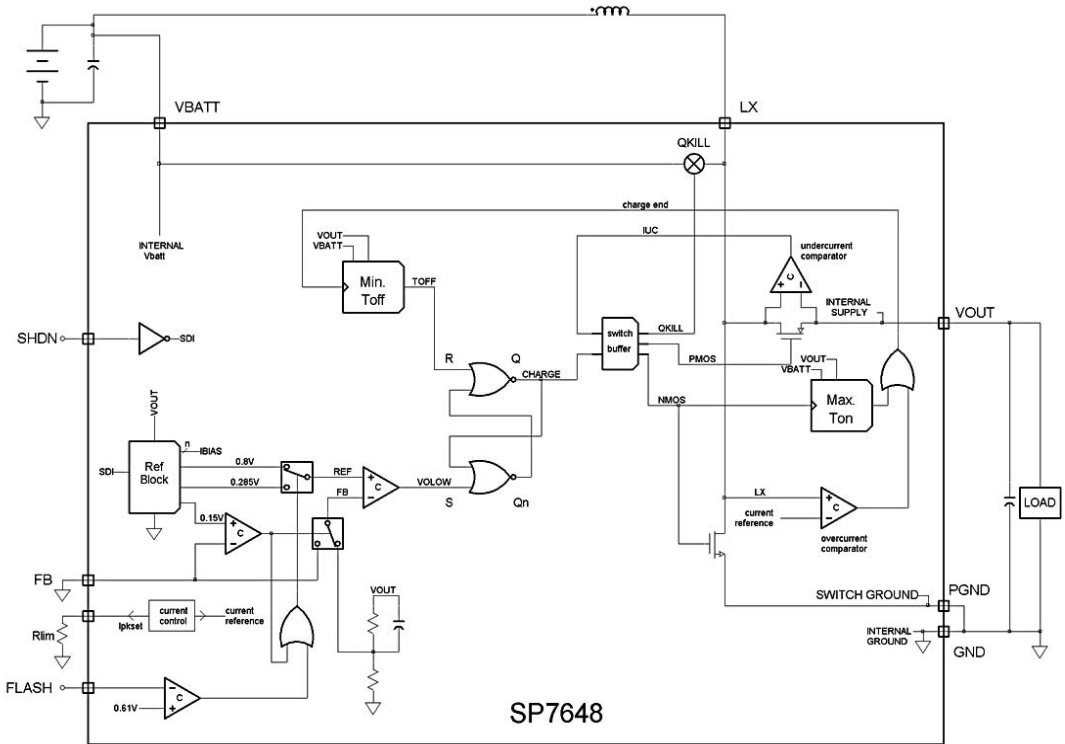 VBATT
LX
QKILL
charge end
IUC
undercurrent
comparator
C
+ −
INTERNAL
Vbatt
VOUT
VBATT
Min.
Toff
TOFF
INTERNAL
SUPPLY
VOUT
SHDN
SDI
switch
buffer
QKILL
PMOS
NMOS
R
Q
CHARGE
VOUT
VBATT
Max.
Ton
VOUT
n
IBIAS
SDI
Ref
Block
0.8V
0.285V
REF
FB
+
−
C
VOLOW
S
Qn
LX
current
reference
+
−
C
overcurrent
comparator
LOAD
0.15V
+
−
C
FB
VOUT
SWITCH GROUND
PGND
Ipkset
current
control
current
reference
Rlim
INTERNAL
GROUND
GND
FLASH
0.61V
−
+
C
SP7648